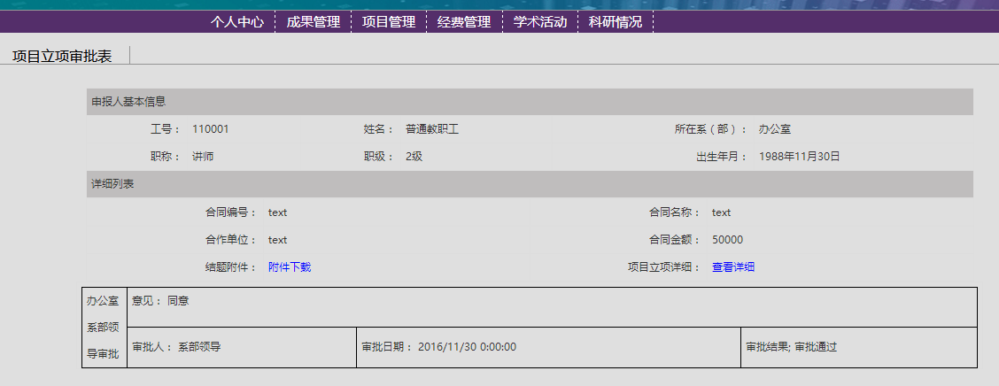 个人中心 成果管理 项目管理 经费管理 学术活动 科研情况
项目立项审批表
申报人基本信息
工号： 110001 姓名： 普通教职工 所在系（部）： 办公室
职称： 讲师 职级： 2级 出生年月： 1988年11月30日
详细列表
合同编号： text 合同名称： text
合作单位： text 合同金额： 50000
结题附件： 附件下载 项目立项详细： 查看详细
办公室
系部领
导审批
意见： 同意
审批人： 系部领导 审批日期： 2016/11/30 0:00:00 审批结果; 审批通过